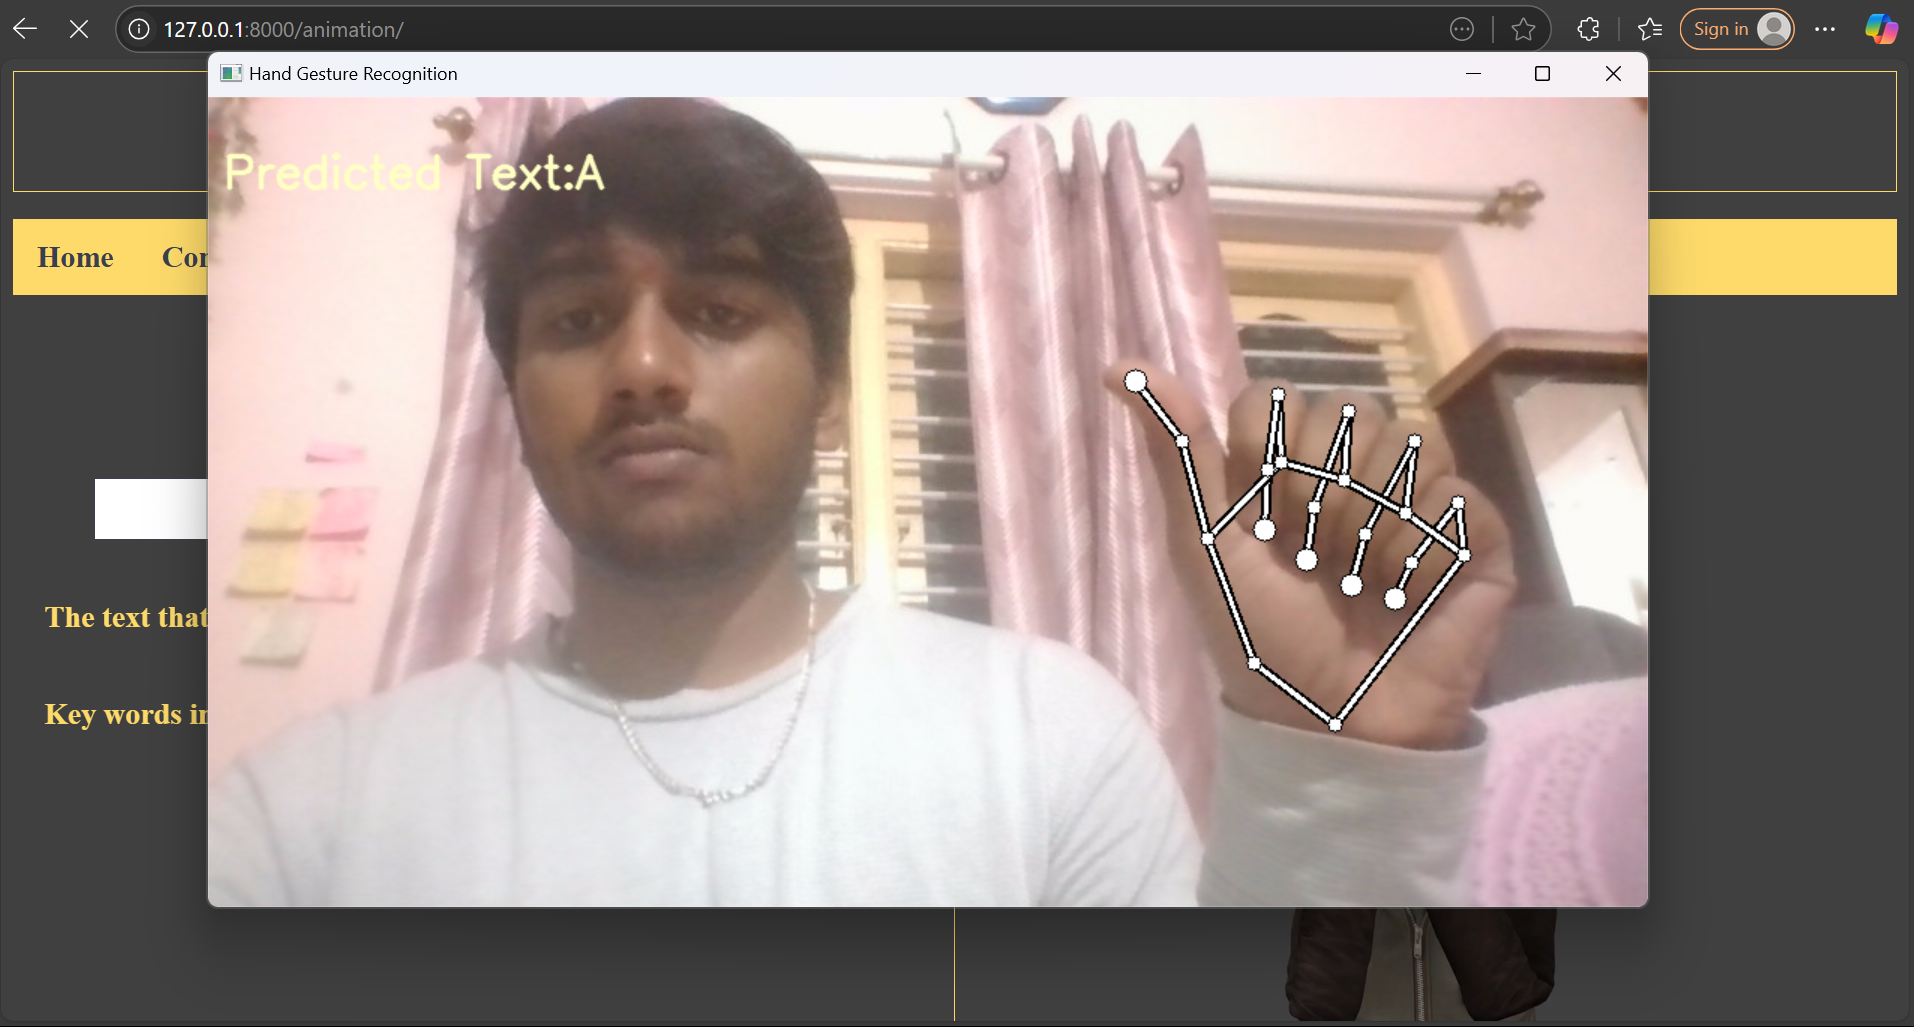 127.0.0.1:8000/animation/
Sign in
Hand Gesture Recognition
Predicted Text:A
Home
The text that
Key words